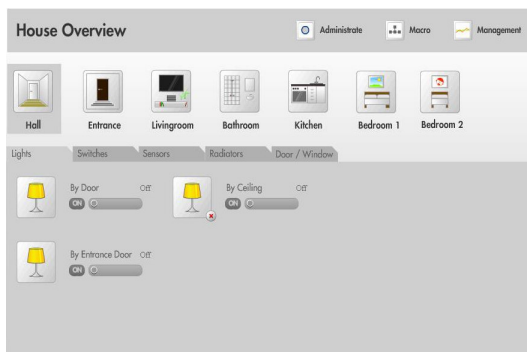 House Overview
Administrate
Macro
Management
Hall
Entrance
Livingroom
Bathroom
Kitchen
Bedroom 1
Bedroom 2
Lights
Switches
Sensors
Radiators
Door / Window
By Door Off
ON
By Ceiling Off
ON
By Entrance Door Off
ON